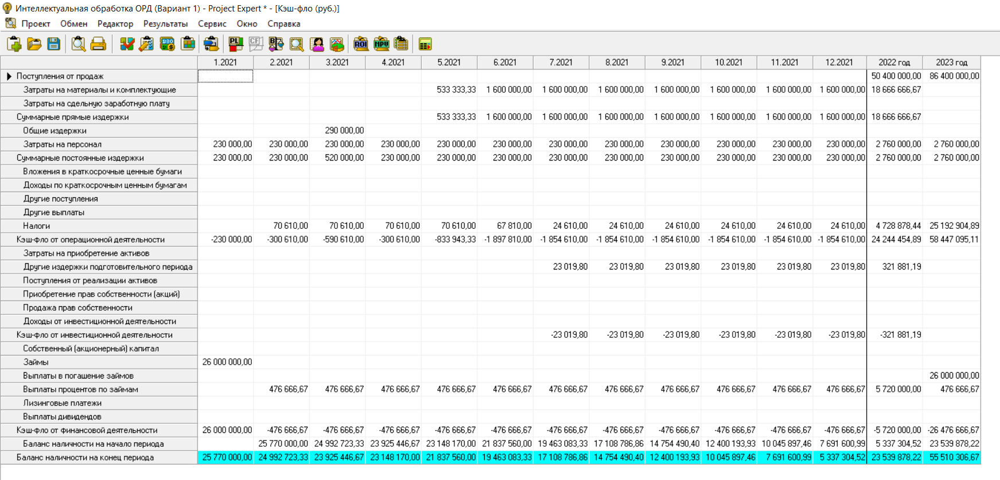 Интеллектуальная обработка ОРД (Вариант 1) - Project Expert * - [Кэш-фло (руб.)]
Проект Обмен Редактор Результаты Сервис Окно Справка
PL CF B ROI NPV
1.2021 2.2021 3.2021 4.2021 5.2021 6.2021 7.2021 8.2021 9.2021 10.2021 11.2021 12.2021 2022 год 2023 год
Поступления от продаж 50 400 000,00 86 400 000,00
Затраты на материалы и комплектующие 533 333,33 1 600 000,00 1 600 000,00 1 600 000,00 1 600 000,00 1 600 000,00 1 600 000,00 1 600 000,00 18 666 666,67
Затраты на сдельную заработную плату
Суммарные прямые издержки 533 333,33 1 600 000,00 1 600 000,00 1 600 000,00 1 600 000,00 1 600 000,00 1 600 000,00 1 600 000,00 18 666 666,67
Общие издержки 290 000,00
Затраты на персонал 230 000,00 230 000,00 230 000,00 230 000,00 230 000,00 230 000,00 230 000,00 230 000,00 230 000,00 230 000,00 230 000,00 230 000,00 2 760 000,00 2 760 000,00
Суммарные постоянные издержки 230 000,00 230 000,00 520 000,00 230 000,00 230 000,00 230 000,00 230 000,00 230 000,00 230 000,00 230 000,00 230 000,00 230 000,00 2 760 000,00 2 760 000,00
Вложения в краткосрочные ценные бумаги
Доходы по краткосрочным ценным бумагам
Другие поступления
Другие выплаты
Налоги 70 610,00 70 610,00 70 610,00 70 610,00 67 810,00 24 610,00 24 610,00 24 610,00 24 610,00 24 610,00 24 610,00 4 728 878,44 25 192 904,89
Кэш-фло от операционной деятельности -230 000,00 -300 610,00 -590 610,00 -300 610,00 -833 943,33 -1 897 810,00 -1 854 610,00 -1 854 610,00 -1 854 610,00 -1 854 610,00 -1 854 610,00 -1 854 610,00 24 244 454,89 58 447 095,11
Затраты на приобретение активов
Другие издержки подготовительного периода 23 019,80 23 019,80 23 019,80 23 019,80 23 019,80 23 019,80 321 881,19
Поступления от реализации активов
Приобретение прав собственности (акций)
Продажа прав собственности
Доходы от инвестиционной деятельности
Кэш-фло от инвестиционной деятельности -23 019,80 -23 019,80 -23 019,80 -23 019,80 -23 019,80 -23 019,80 -321 881,19
Собственный (акционерный) капитал
Займы 26 000 000,00
Выплаты в погашение займов 26 000 000,00
Выплаты процентов по займам 476 666,67 476 666,67 476 666,67 476 666,67 476 666,67 476 666,67 476 666,67 476 666,67 476 666,67 476 666,67 476 666,67 5 720 000,00 476 666,67
Лизинговые платежи
Выплаты дивидендов
Кэш-фло от финансовой деятельности 26 000 000,00 -476 666,67 -476 666,67 -476 666,67 -476 666,67 -476 666,67 -476 666,67 -476 666,67 -476 666,67 -476 666,67 -476 666,67 -476 666,67 -5 720 000,00 -26 476 666,67
Баланс наличности на начало периода 25 770 000,00 24 992 723,33 23 925 446,67 23 148 170,00 21 837 560,00 19 463 083,33 17 108 786,86 14 754 490,40 12 400 193,93 10 045 897,46 7 691 600,99 5 337 304,52 23 539 878,22
Баланс наличности на конец периода 25 770 000,00 24 992 723,33 23 925 446,67 23 148 170,00 21 837 560,00 19 463 083,33 17 108 786,86 14 754 490,40 12 400 193,93 10 045 897,46 7 691 600,99 5 337 304,52 23 539 878,22 55 510 306,67